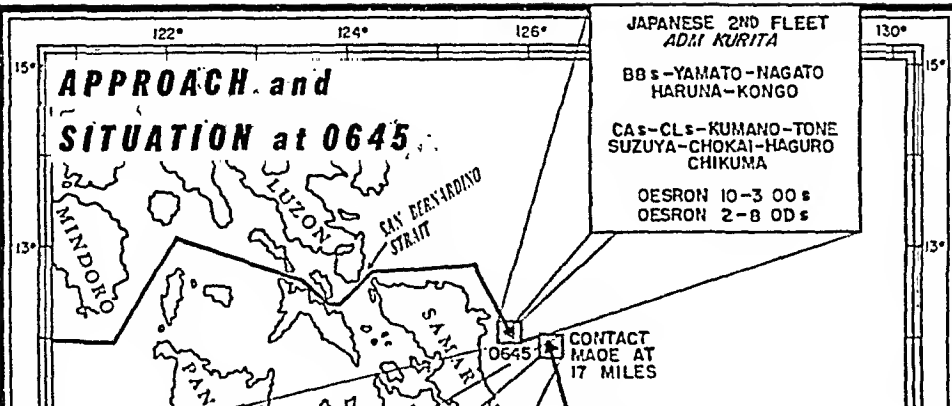 122°
124°
126°
130°
15°
15°
APPROACH and
SITUATION at 0645
JAPANESE 2ND FLEET
ADM KURITA
BBs-YAMATO-NAGATO
HARUNA-KONGO
CAs-CLs-KUMANO-TONE
SUZUYA-CHOKAI-HAGURO
CHIKUMA
DESRON 10-3 DDs
DESRON 2-8 DDs
LUZON
SAN BERNARDINO
STRAIT
MINDORO
13°
13°
SAMAR
PAN
0645
CONTACT
MADE AT
17 MILES